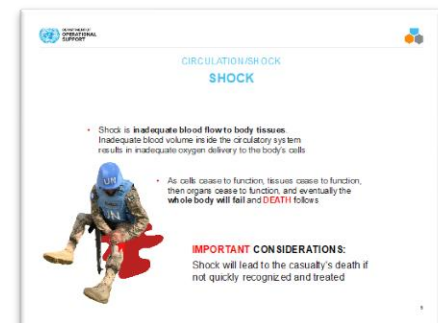 DEPARTMENT OF
OPERATIONAL
SUPPORT
CIRCULATION/SHOCK
SHOCK
• Shock is inadequate blood flow to body tissues.
Inadequate blood volume inside the circulatory system
results in inadequate oxygen delivery to the body's cells
• As cells cease to function, tissues cease to function,
then organs cease to function, and eventually the
whole body will fail and DEATH follows
UN
IMPORTANT CONSIDERATIONS:
Shock will lead to the casualty's death if
not quickly recognized and treated